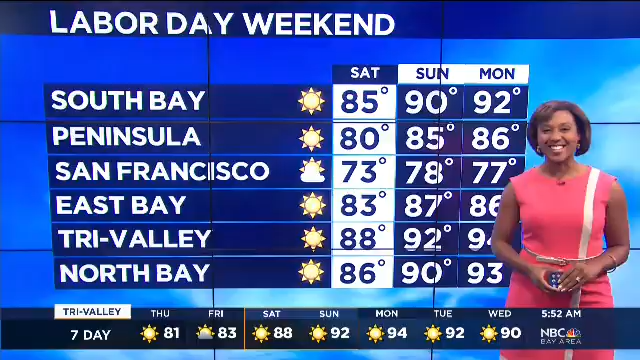 LABOR DAY WEEKEND
SAT SUN MON
SOUTH BAY 85° 90° 92°
PENINSULA 80° 85° 86°
SAN FRANCISCO 73° 78° 77°
EAST BAY 83° 87° 86
TRI-VALLEY 88° 92°
NORTH BAY 86° 90° 93
TRI-VALLEY THU FRI SAT SUN MON TUE WED 5:52 AM
7 DAY 81 83 88 92 94 92 90 NBC
BAY AREA